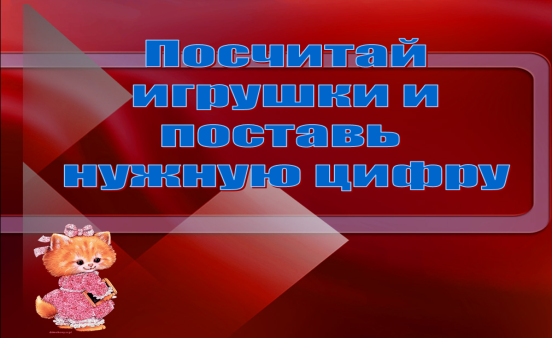 Посчитай
игрушки и
поставь
нужную цифру